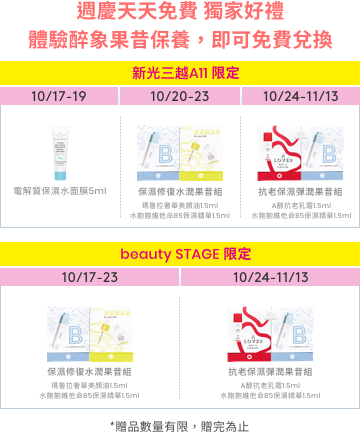 週慶天天免費 獨家好禮
體驗醉象果昔保養，即可免費兌換
新光三越A11 限定
10/17-19
10/20-23
10/24-11/13
電解質保濕水面膜5ml
保濕修復水潤果昔組
瑪魯拉奢華美顏油1.5ml
水飽飽維他命B5保濕精華1.5ml
抗老保濕彈潤果昔組
A醇抗老乳霜1.5ml
水飽飽維他命B5保濕精華1.5ml
beauty STAGE 限定
10/17-23
10/24-11/13
保濕修復水潤果昔組
瑪魯拉奢華美顏油1.5ml
水飽飽維他命B5保濕精華1.5ml
抗老保濕彈潤果昔組
A醇抗老乳霜1.5ml
水飽飽維他命B5保濕精華1.5ml
*贈品數量有限，贈完為止